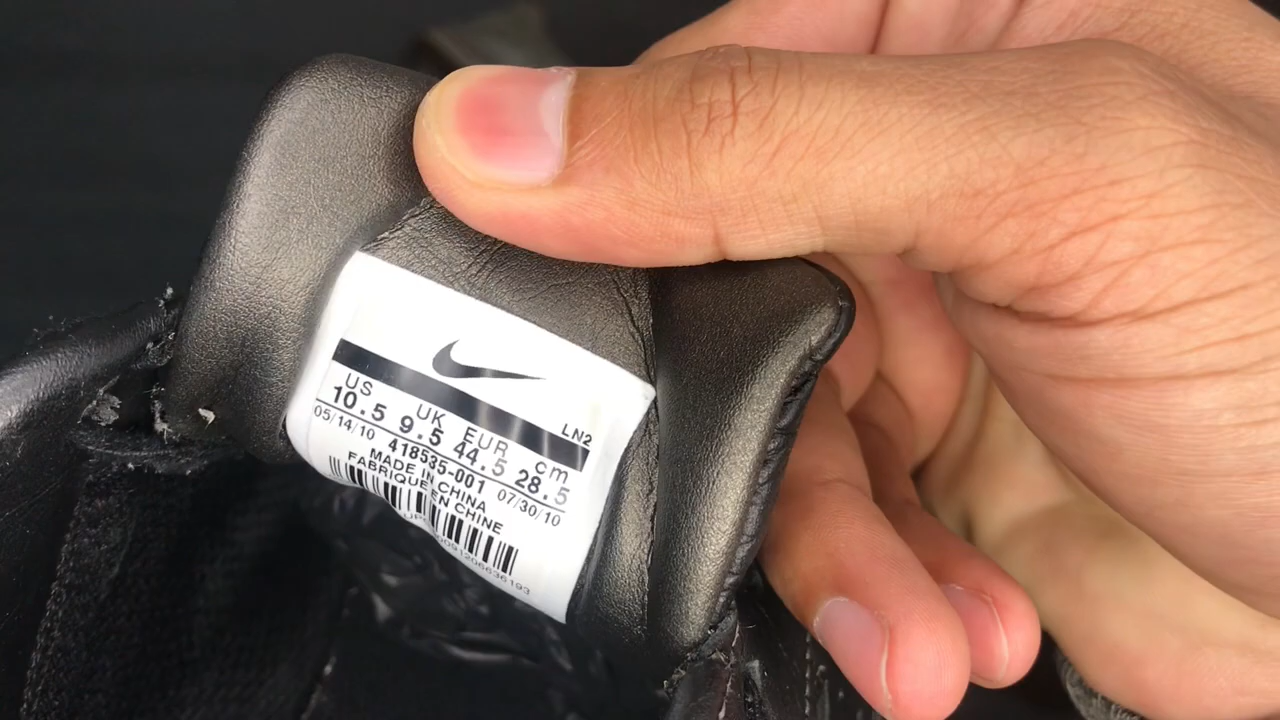 LN2
US UK EUR cm
10.5 9.5 44.5 28.5
05/14/10 418535-001 07/30/10
MADE IN CHINA
FABRIQUE EN CHINE